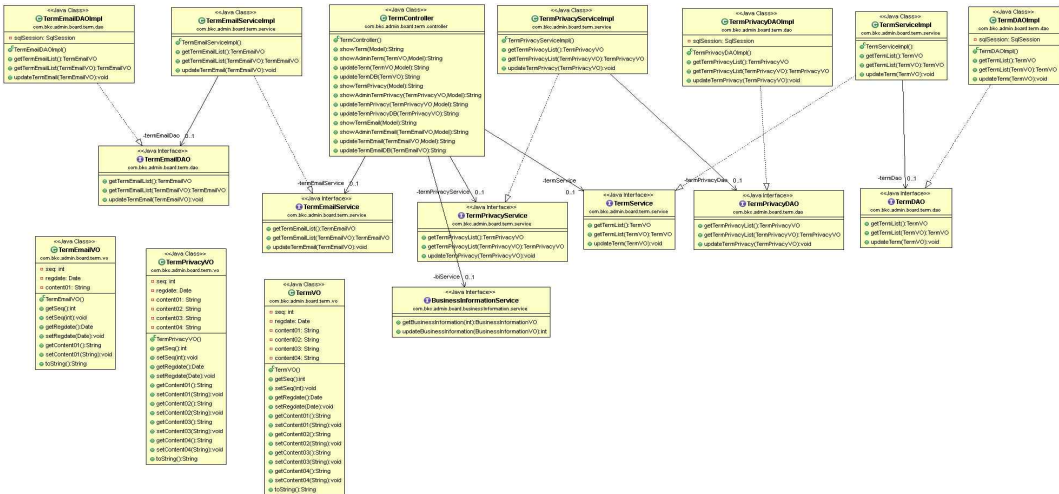 <<Java Class>>
TermEmailDAOImpl
com.bkc.admin.board.term.dao
sqlSession: SqlSession
TermEmailDAOImpl()
getTermEmailList():TermEmailVO
getTermEmailList(TermEmailVO):TermEmailVO
updateTermEmail(TermEmailVO):void
<<Java Class>>
TermEmailServiceImpl
com.bkc.admin.board.term.service
TermEmailServiceImpl()
getTermEmailList():TermEmailVO
getTermEmailList(TermEmailVO):TermEmailVO
updateTermEmail(TermEmailVO):void
<<Java Class>>
TermController
com.bkc.admin.board.term.controller
TermController()
showTerm(Model):String
showAdminTerm(TermVO,Model):String
updateTerm(TermVO,Model):String
updateTermDB(TermVO):String
showTermPrivacy(Model):String
showAdminTermPrivacy(TermPrivacyVO,Model):String
updateTermPrivacy(TermPrivacyVO,Model):String
updateTermPrivacyDB(TermPrivacyVO):String
showTermEmail(Model):String
showAdminTermEmail(TermEmailVO,Model):String
updateTermEmail(TermEmailVO,Model):String
updateTermEmailDB(TermEmailVO):String
<<Java Class>>
TermPrivacyServiceImpl
com.bkc.admin.board.term.service
TermPrivacyServiceImpl()
getTermPrivacyList():TermPrivacyVO
getTermPrivacyList(TermPrivacyVO):TermPrivacyVO
updateTermPrivacy(TermPrivacyVO):void
<<Java Class>>
TermPrivacyDAOImpl
com.bkc.admin.board.term.dao
sqlSession: SqlSession
TermPrivacyDAOImpl()
getTermPrivacyList():TermPrivacyVO
getTermPrivacyList(TermPrivacyVO):TermPrivacyVO
updateTermPrivacy(TermPrivacyVO):void
<<Java Class>>
TermServiceImpl
com.bkc.admin.board.term.service
TermServiceImpl()
getTermList():TermVO
getTermList(TermVO):TermVO
updateTerm(TermVO):void
<<Java Class>>
TermDAOImpl
com.bkc.admin.board.term.dao
sqlSession: SqlSession
TermDAOImpl()
getTermList():TermVO
getTermList(TermVO):TermVO
updateTerm(TermVO):void
-termEmailDao 0..1
<<Java Interface>>
TermEmailDAO
com.bkc.admin.board.term.dao
getTermEmailList():TermEmailVO
getTermEmailList(TermEmailVO):TermEmailVO
updateTermEmail(TermEmailVO):void
-termEmailService 0..1
<<Java Interface>>
TermEmailService
com.bkc.admin.board.term.service
getTermEmailList():TermEmailVO
getTermEmailList(TermEmailVO):TermEmailVO
updateTermEmail(TermEmailVO):void
-termPrivacyService 0..1
<<Java Interface>>
TermPrivacyService
com.bkc.admin.board.term.service
getTermPrivacyList():TermPrivacyVO
getTermPrivacyList(TermPrivacyVO):TermPrivacyVO
updateTermPrivacy(TermPrivacyVO):void
-termService
0..1
<<Java Interface>>
TermService
com.bkc.admin.board.term.service
getTermList():TermVO
getTermList(TermVO):TermVO
updateTerm(TermVO):void
-termPrivacyDao 0..1
<<Java Interface>>
TermPrivacyDAO
com.bkc.admin.board.term.dao
getTermPrivacyList():TermPrivacyVO
getTermPrivacyList(TermPrivacyVO):TermPrivacyVO
updateTermPrivacy(TermPrivacyVO):void
-termDao 0..1
<<Java Interface>>
TermDAO
com.bkc.admin.board.term.dao
getTermList():TermVO
getTermList(TermVO):TermVO
updateTerm(TermVO):void
<<Java Class>>
TermEmailVO
com.bkc.admin.board.term.vo
seq: int
regdate: Date
content01: String
TermEmailVO()
getSeq():int
setSeq(int):void
getRegdate():Date
setRegdate(Date):void
getContent01():String
setContent01(String):void
toString():String
<<Java Class>>
TermPrivacyVO
com.bkc.admin.board.term.vo
seq: int
regdate: Date
content01: String
content02: String
content03: String
content04: String
TermPrivacyVO()
getSeq():int
setSeq(int):void
getRegdate():Date
setRegdate(Date):void
getContent01():String
setContent01(String):void
getContent02():String
setContent02(String):void
getContent03():String
setContent03(String):void
getContent04():String
setContent04(String):void
toString():String
<<Java Class>>
TermVO
com.bkc.admin.board.term.vo
seq: int
regdate: Date
content01: String
content02: String
content03: String
content04: String
TermVO()
getSeq():int
setSeq(int):void
getRegdate():Date
setRegdate(Date):void
getContent01():String
setContent01(String):void
getContent02():String
setContent02(String):void
getContent03():String
setContent03(String):void
getContent04():String
setContent04(String):void
toString():String
-biService 0..1
<<Java Interface>>
BusinessInformationService
com.bkc.admin.board.businessInformation.service
getBusinessInformation(int):BusinessInformationVO
updateBusinessInformation(BusinessInformationVO):int